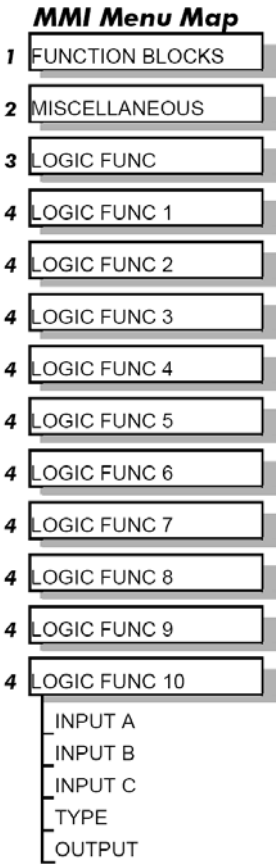 MMI Menu Map
1 FUNCTION BLOCKS
2 MISCELLANEOUS
3 LOGIC FUNC
4 LOGIC FUNC 1
4 LOGIC FUNC 2
4 LOGIC FUNC 3
4 LOGIC FUNC 4
4 LOGIC FUNC 5
4 LOGIC FUNC 6
4 LOGIC FUNC 7
4 LOGIC FUNC 8
4 LOGIC FUNC 9
4 LOGIC FUNC 10
INPUT A
INPUT B
INPUT C
TYPE
OUTPUT